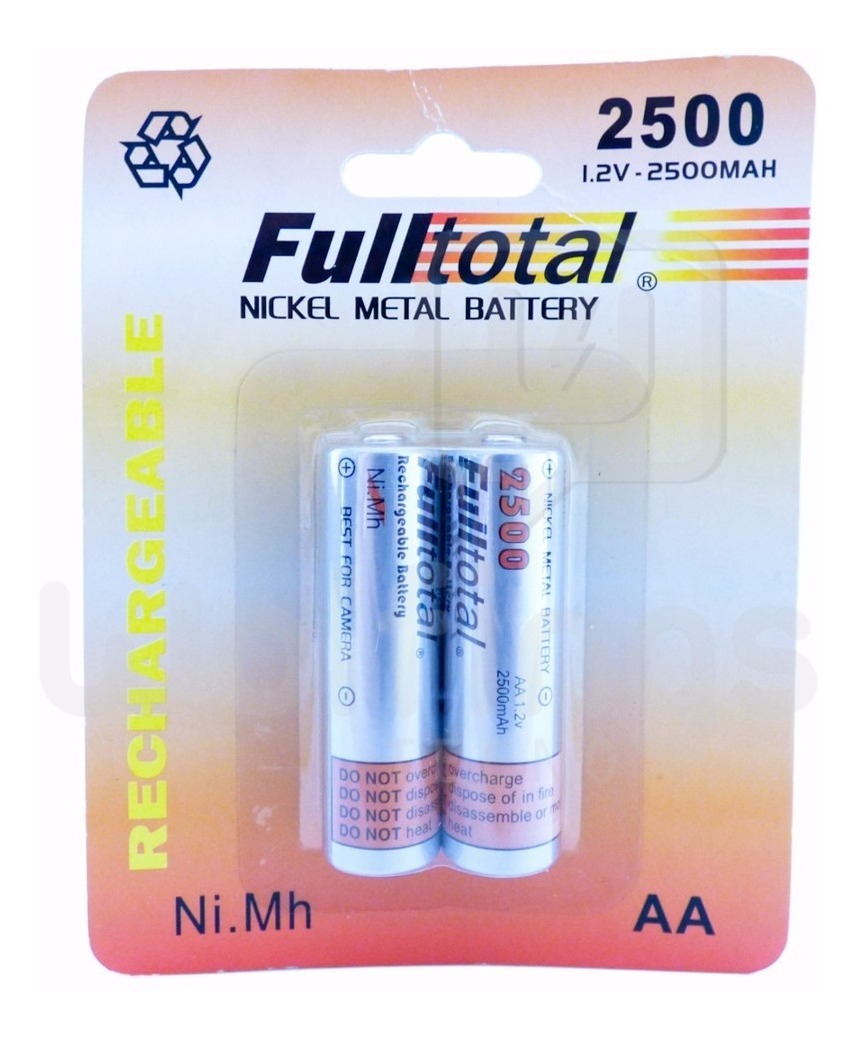 2500
1.2V - 2500MAH
Fulltotal®
NICKEL METAL BATTERY
RECHARGEABLE
BEST FOR CAMERA
Ni.Mh
Rechargeable Battery
Fulltotal®
Fulltotal®
2500
NICKEL METAL BATTERY
AA 1.2v
2500mAh
DO NOT
DO NOT
DO NOT
DO NOT heat
overcharge
dispose of in fire
disassemble or
heat
Ni.Mh
AA